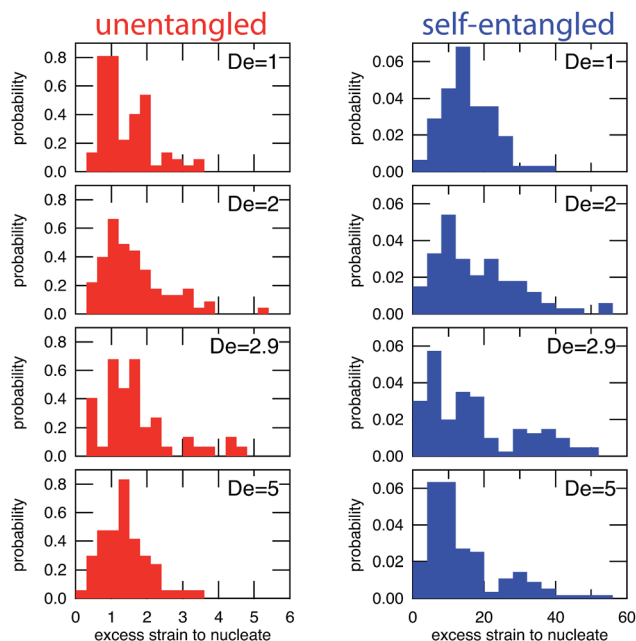 unentangled
self-entangled
probability
0.8
0.6
0.4
0.2
0.0
De=1
probability
0.06
0.04
0.02
0.00
De=1
probability
0.8
0.6
0.4
0.2
0.0
De=2
probability
0.06
0.04
0.02
0.00
De=2
probability
0.8
0.6
0.4
0.2
0.0
De=2.9
probability
0.06
0.04
0.02
0.00
De=2.9
probability
0.8
0.6
0.4
0.2
0.0
De=5
0 1 2 3 4 5 6
excess strain to nucleate
probability
0.06
0.04
0.02
0.00
De=5
0 20 40 60
excess strain to nucleate